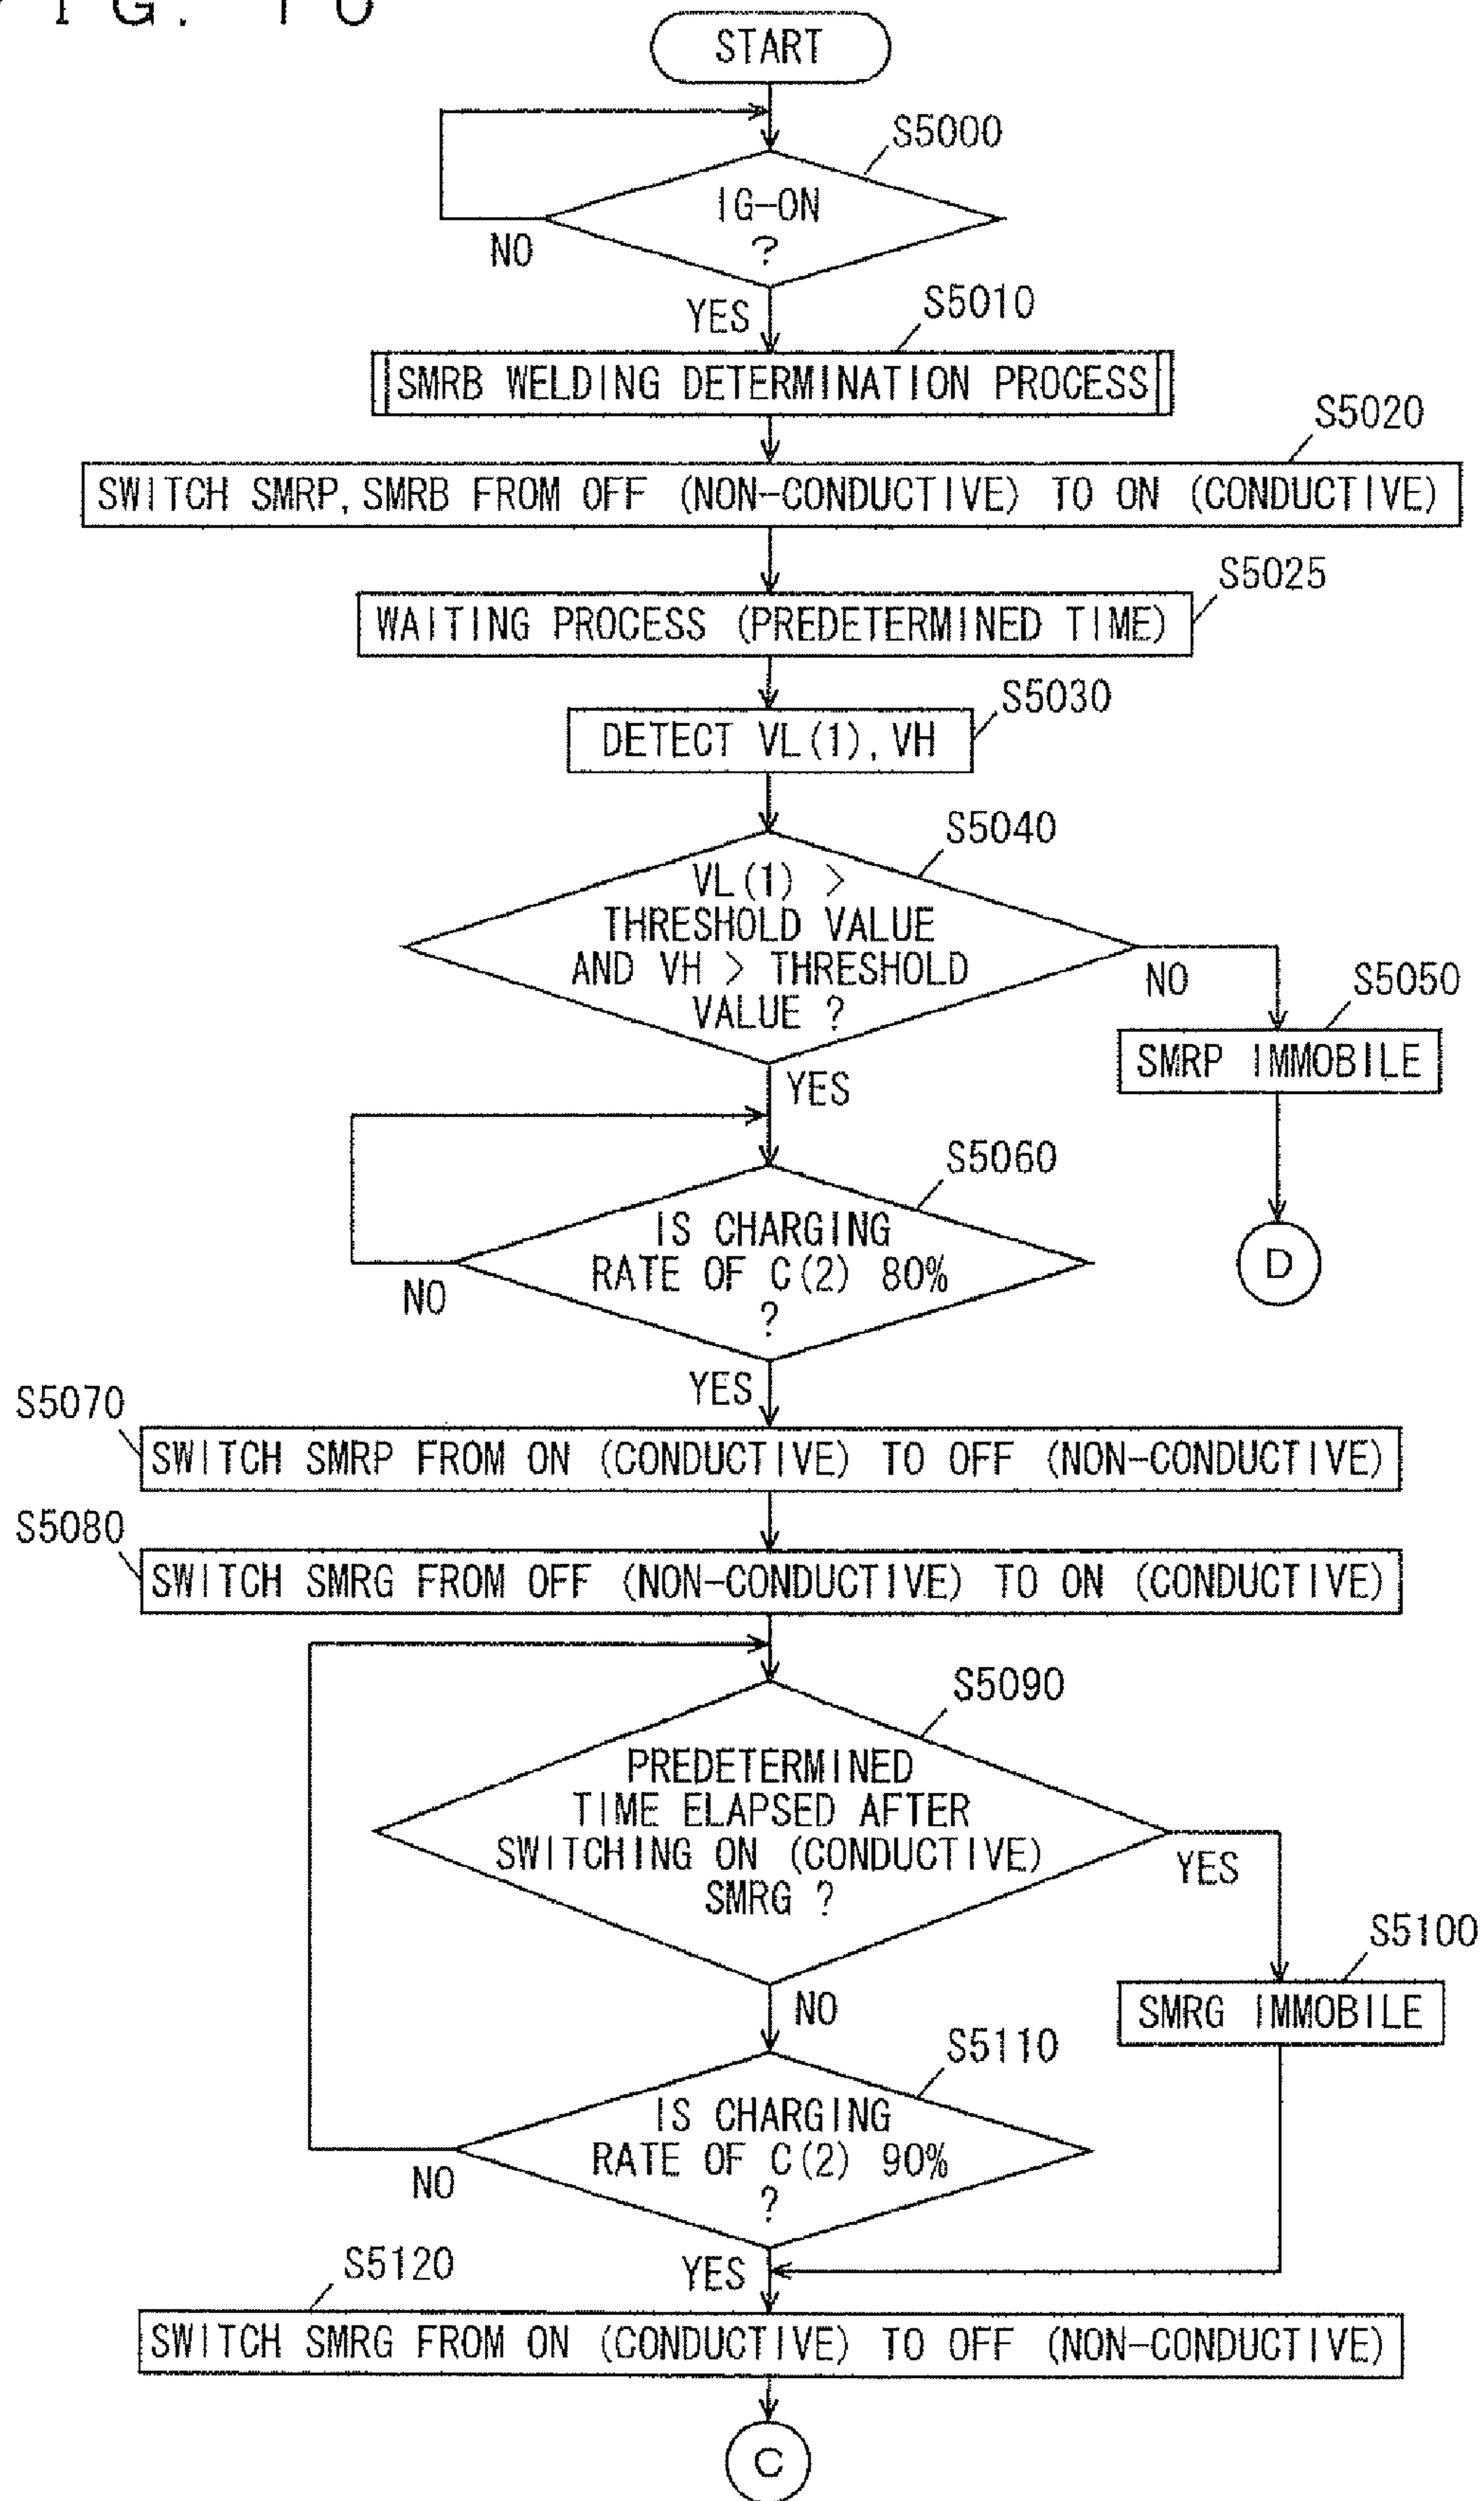 FIG. 10
START
S5000
IG-ON
?
NO
YES
S5010
SMRB WELDING DETERMINATION PROCESS
S5020
SWITCH SMRP, SMRB FROM OFF (NON-CONDUCTIVE) TO ON (CONDUCTIVE)
S5025
WAITING PROCESS (PREDETERMINED TIME)
S5030
DETECT VL(1), VH
S5040
VL(1) >
THRESHOLD VALUE
AND VH > THRESHOLD
VALUE ?
NO
S5050
SMRP IMMOBILE
YES
S5060
IS CHARGING
RATE OF C(2) 80%
?
D
NO
YES
S5070
SWITCH SMRP FROM ON (CONDUCTIVE) TO OFF (NON-CONDUCTIVE)
S5080
SWITCH SMRG FROM OFF (NON-CONDUCTIVE) TO ON (CONDUCTIVE)
S5090
PREDETERMINED
TIME ELAPSED AFTER
SWITCHING ON (CONDUCTIVE)
SMRG ?
YES
S5100
SMRG IMMOBILE
NO
S5110
IS CHARGING
RATE OF C(2) 90%
?
NO
YES
S5120
SWITCH SMRG FROM ON (CONDUCTIVE) TO OFF (NON-CONDUCTIVE)
C